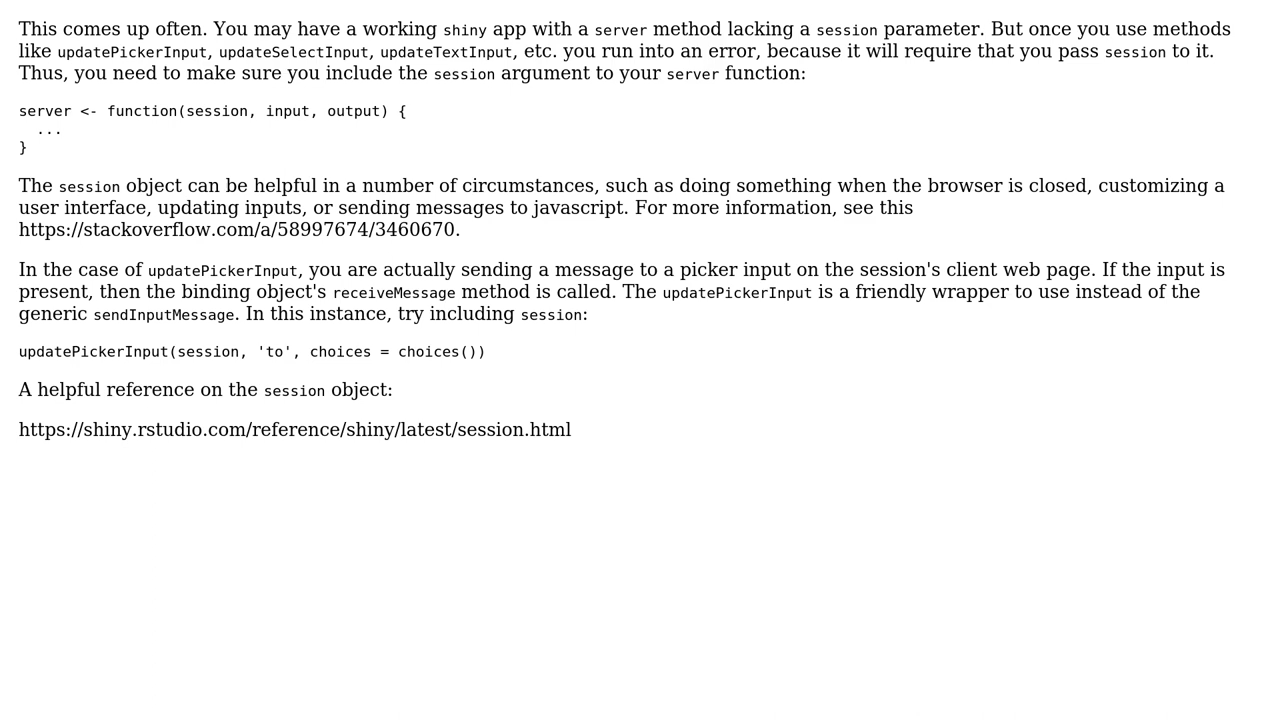 This comes up often. You may have a working shiny app with a server method lacking a session parameter. But once you use methods
like updatePickerInput, updateSelectInput, updateTextInput, etc. you run into an error, because it will require that you pass session to it.
Thus, you need to make sure you include the session argument to your server function:
server <- function(session, input, output) {
  ...
}
The session object can be helpful in a number of circumstances, such as doing something when the browser is closed, customizing a
user interface, updating inputs, or sending messages to javascript. For more information, see this
https://stackoverflow.com/a/58997674/3460670.
In the case of updatePickerInput, you are actually sending a message to a picker input on the session's client web page. If the input is
present, then the binding object's receiveMessage method is called. The updatePickerInput is a friendly wrapper to use instead of the
generic sendInputMessage. In this instance, try including session:
updatePickerInput(session, 'to', choices = choices())
A helpful reference on the session object:
https://shiny.rstudio.com/reference/shiny/latest/session.html